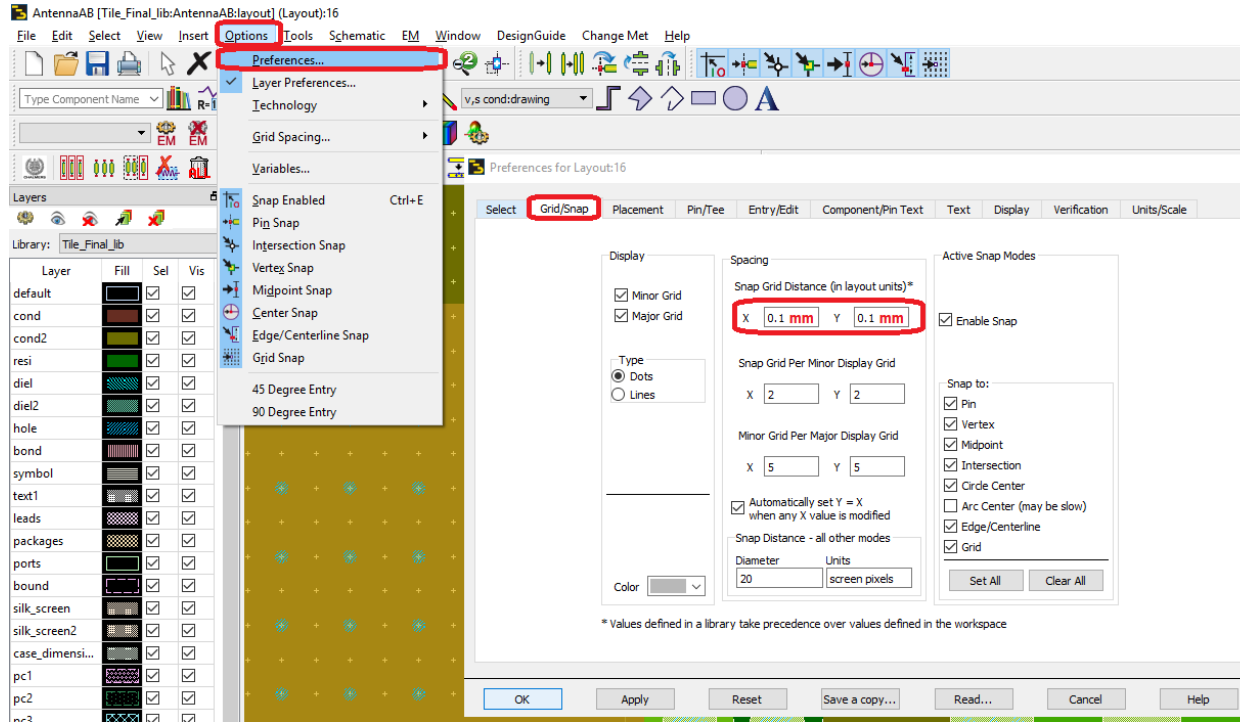 AntennaAB [Tile_Final_lib:AntennaAB:layout] (Layout):16
File Edit Select View Insert Options Tools Schematic EM Window DesignGuide Change Met Help
Type Component Name
R=1
v,s cond:drawing
A
EM EM
Preferences...
Layer Preferences...
Technology
Grid Spacing...
Variables...
Snap Enabled Ctrl+E
Pin Snap
Intersection Snap
Vertex Snap
Midpoint Snap
Center Snap
Edge/Centerline Snap
Grid Snap
45 Degree Entry
90 Degree Entry
Layers
Library: Tile_Final_lib
Layer Fill Sel Vis
default
cond
cond2
resi
diel
diel2
hole
bond
symbol
text1
leads
packages
ports
bound
silk_screen
silk_screen2
case_dimensi...
pc1
pc2
pc3
Preferences for Layout:16
Select Grid/Snap Placement Pin/Tee Entry/Edit Component/Pin Text Text Display Verification Units/Scale
Display
Minor Grid
Major Grid
Type
Dots
Lines
Color
Spacing
Snap Grid Distance (in layout units)*
X 0.1 mm Y 0.1 mm
Snap Grid Per Minor Display Grid
X 2 Y 2
Minor Grid Per Major Display Grid
X 5 Y 5
Automatically set Y = X
when any X value is modified
Snap Distance - all other modes
Diameter Units
20 screen pixels
Active Snap Modes
Enable Snap
Snap to:
Pin
Vertex
Midpoint
Intersection
Circle Center
Arc Center (may be slow)
Edge/Centerline
Grid
Set All Clear All
* Values defined in a library take precedence over values defined in the workspace
OK Apply Reset Save a copy... Read... Cancel Help